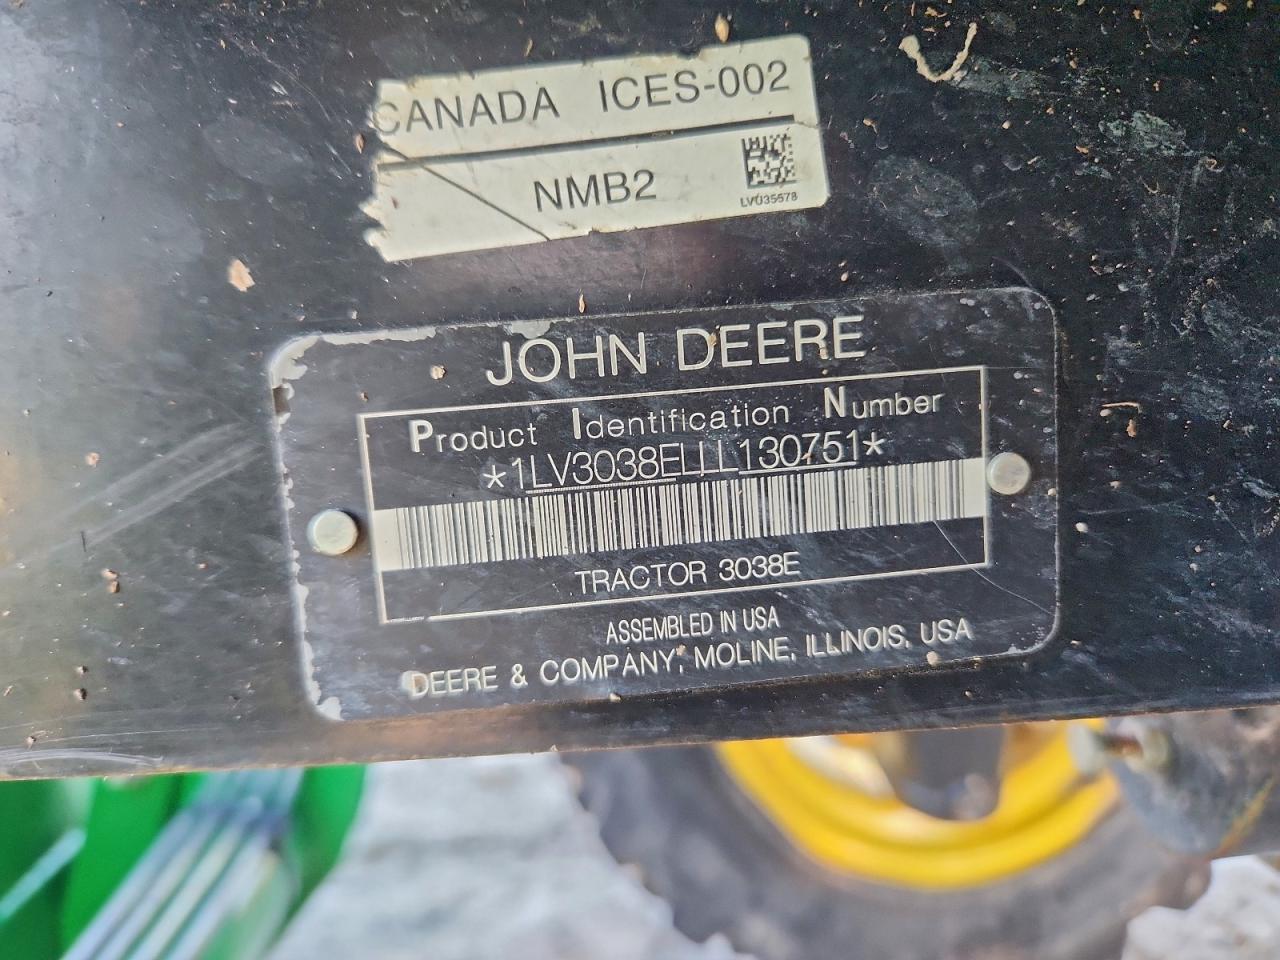 CANADA ICES-002
NMB2
LVU35578
JOHN DEERE
Product Identification Number
*1LV3038ELLL130751*
TRACTOR 3038E
ASSEMBLED IN USA
DEERE & COMPANY, MOLINE, ILLINOIS, USA